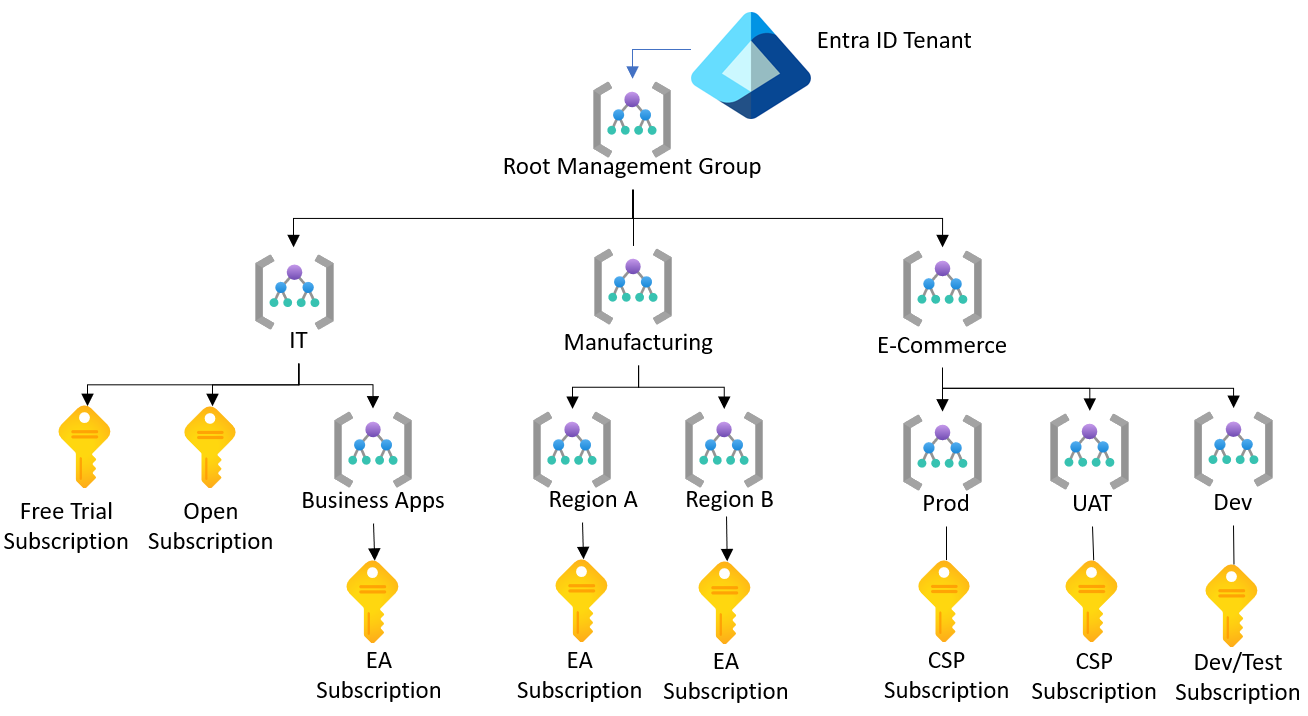 Entra ID Tenant
Root Management Group
IT
Manufacturing
E-Commerce
Free Trial
Subscription
Open
Subscription
Business Apps
Region A
Region B
Prod
UAT
Dev
EA
Subscription
EA
Subscription
EA
Subscription
CSP
Subscription
CSP
Subscription
Dev/Test
Subscription